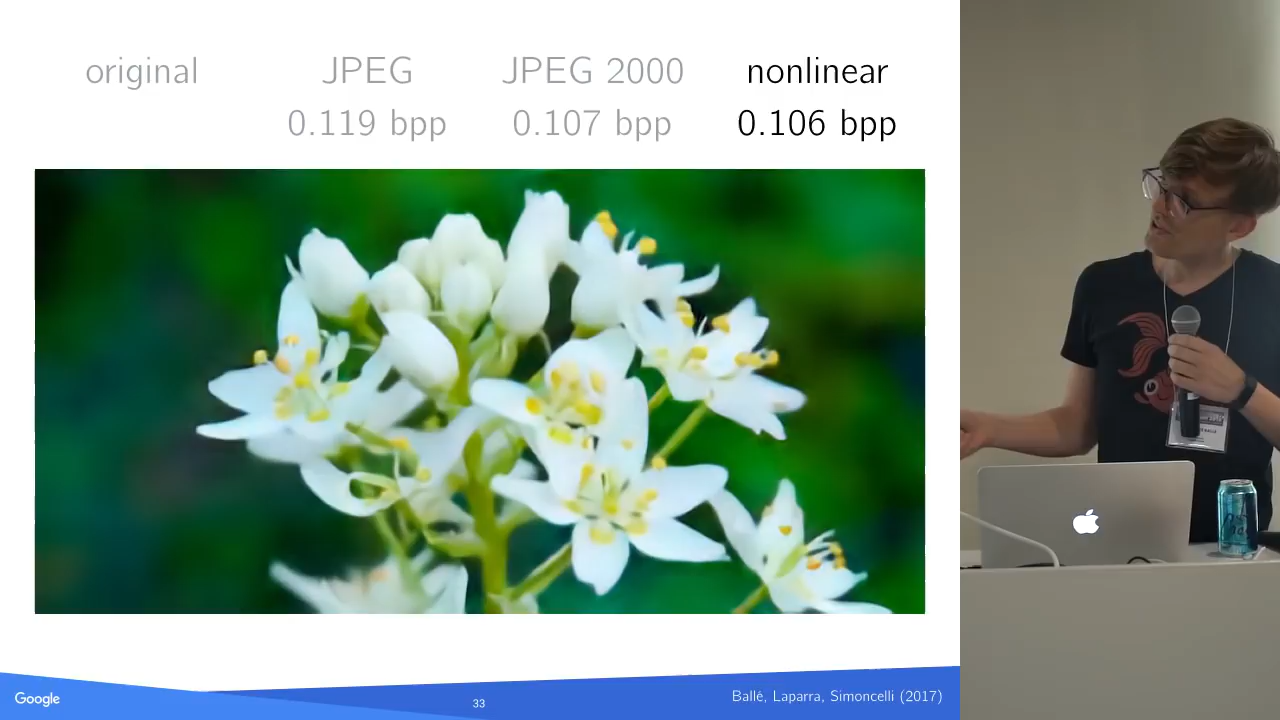 original
JPEG
0.119 bpp
JPEG 2000
0.107 bpp
nonlinear
0.106 bpp
Google
33
Ballé, Laparra, Simoncelli (2017)